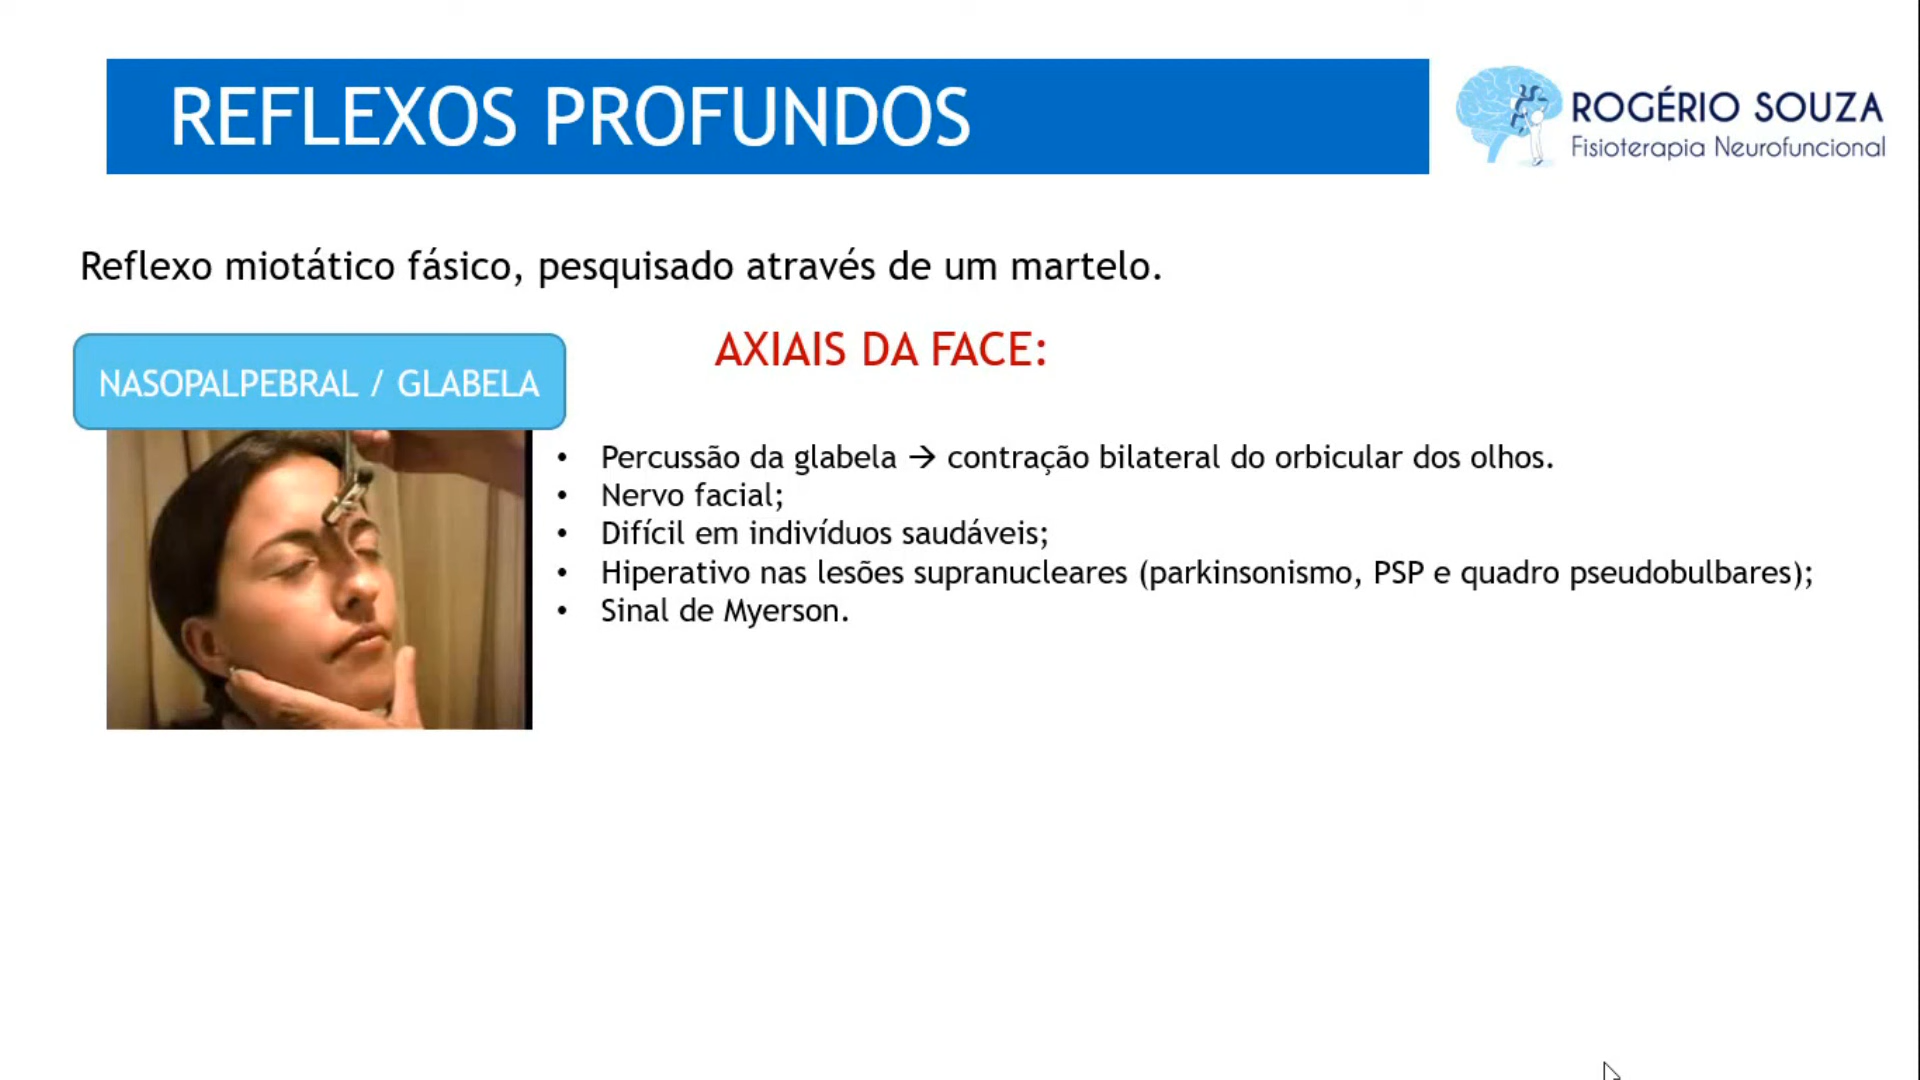 REFLEXOS PROFUNDOS
ROGÉRIO SOUZA
Fisioterapia Neurofuncional
Reflexo miotático fásico, pesquisado através de um martelo.
AXIAIS DA FACE:
NASOPALPEBRAL / GLABELA
• Percussão da glabela → contração bilateral do orbicular dos olhos.
• Nervo facial;
• Difícil em indivíduos saudáveis;
• Hiperativo nas lesões supranucleares (parkinsonismo, PSP e quadro pseudobulbares);
• Sinal de Myerson.